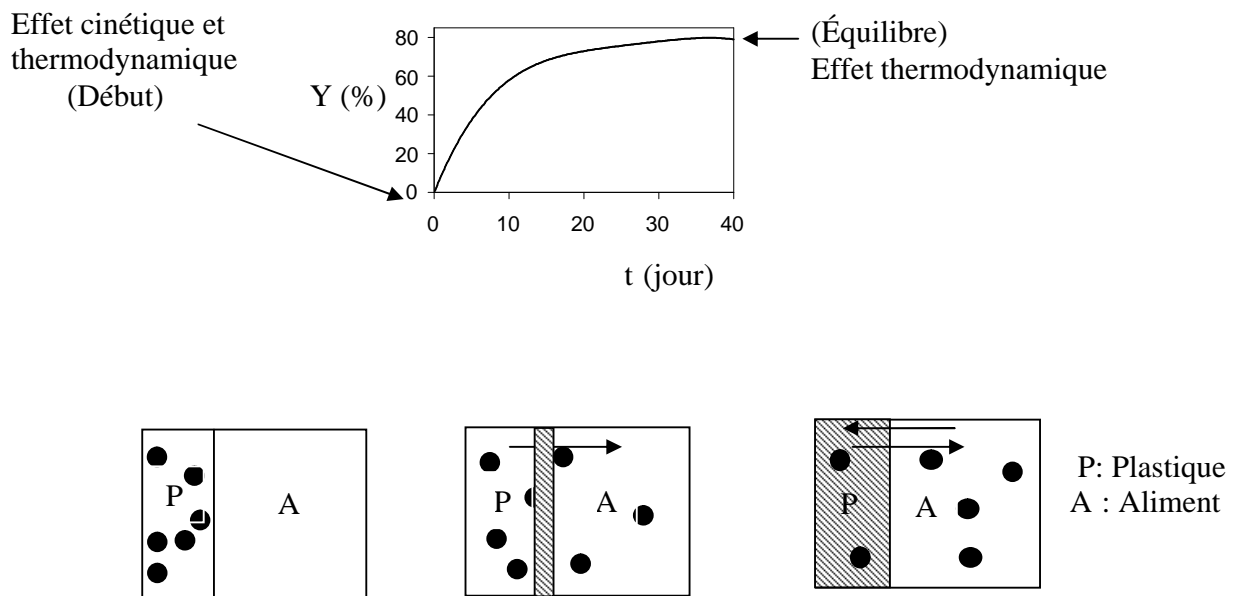 Effet cinétique et
thermodynamique
(Début)
Y (%)
80
60
40
20
0
0 10 20 30 40
t (jour)
(Équilibre)
Effet thermodynamique
P A
P A
P A
P: Plastique
A : Aliment